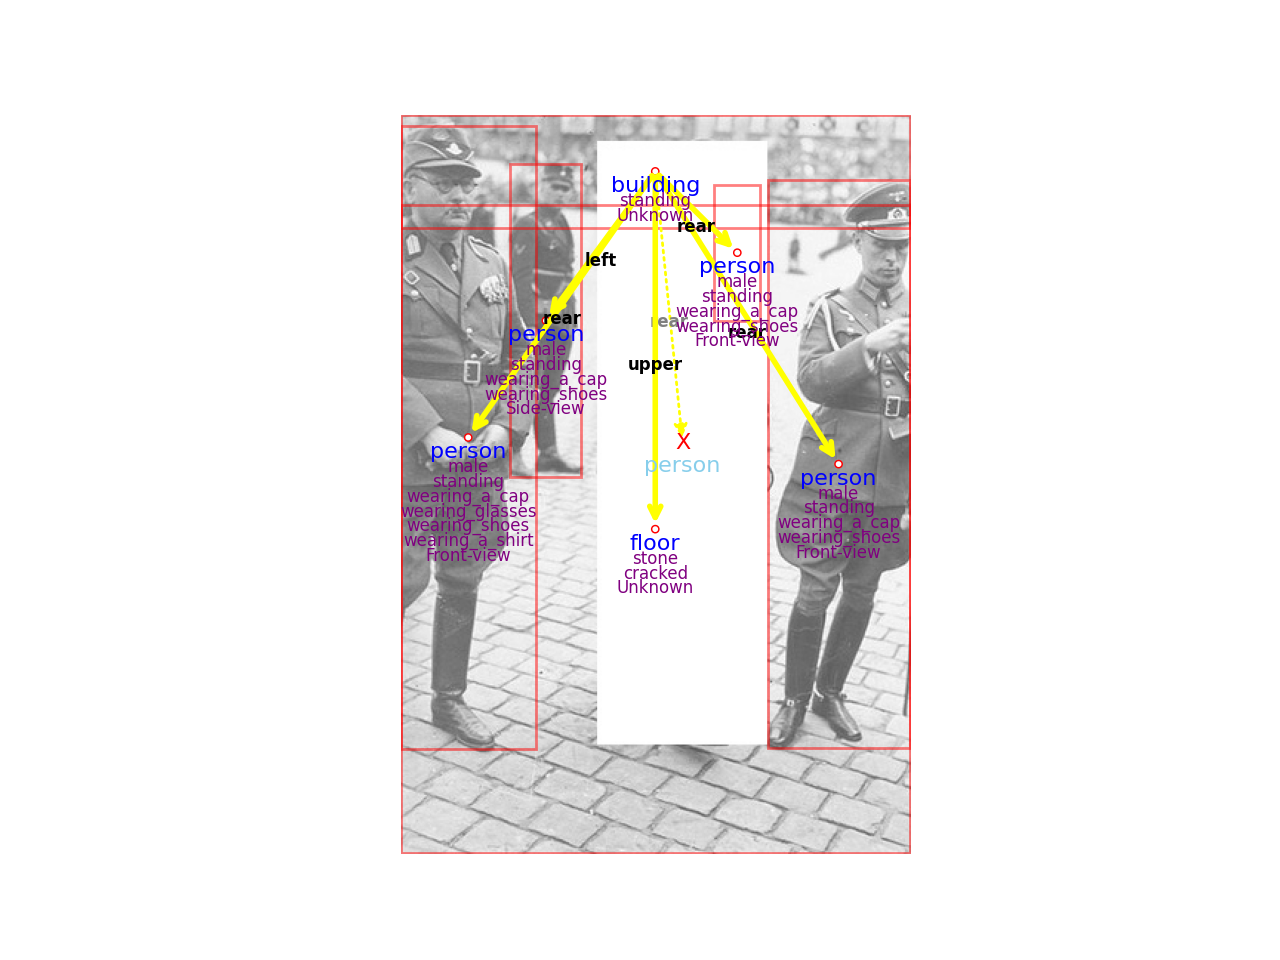 building
standing
Unknown
rear
person
male
standing
wearing_a_cap
wearing_shoes
Front-view
left
rear
person
male
standing
wearing_a_cap
wearing_shoes
Side-view
rear
rear
upper
X
person
person
male
standing
wearing_a_cap
wearing_glasses
wearing_shoes
wearing_a_shirt
Front-view
person
male
standing
wearing_a_cap
wearing_shoes
Front-view
floor
stone
cracked
Unknown